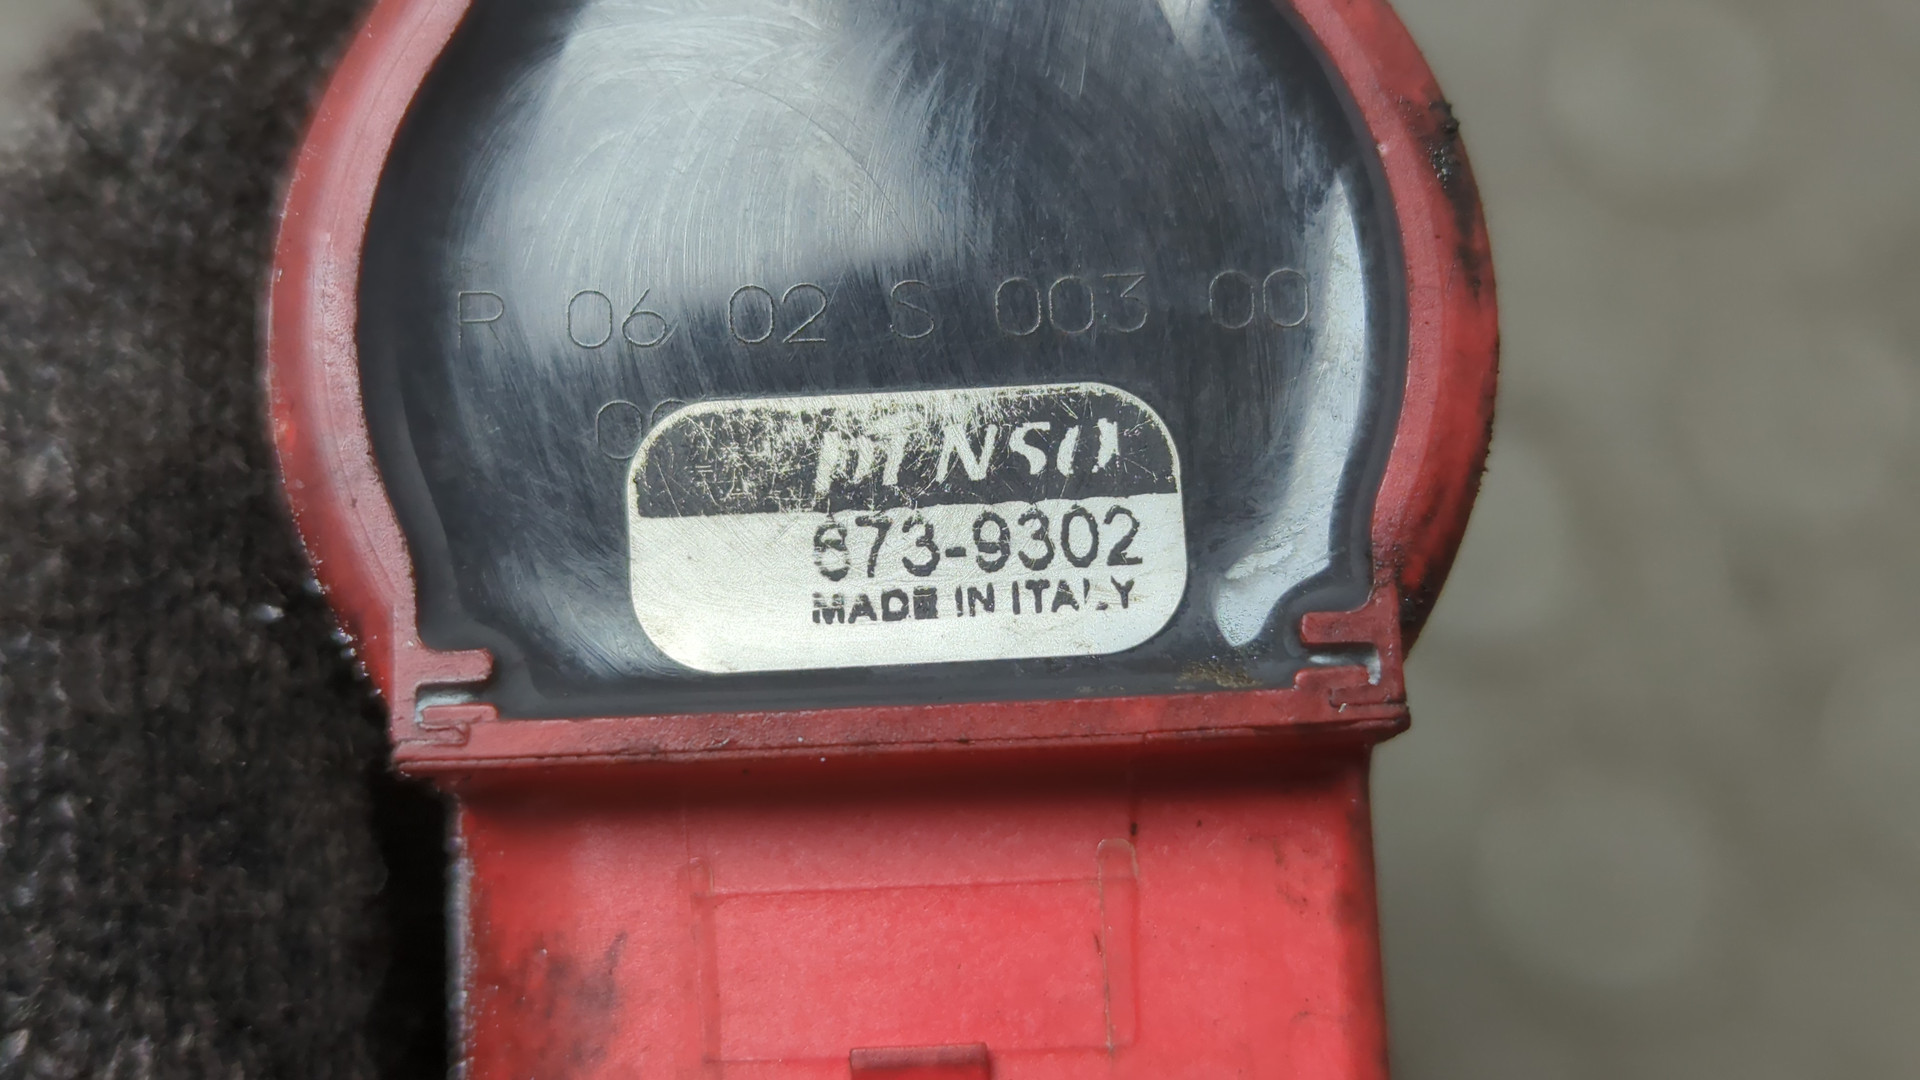 R 06 02 S 003 00
DENSO
673-9302
MADE IN ITALY